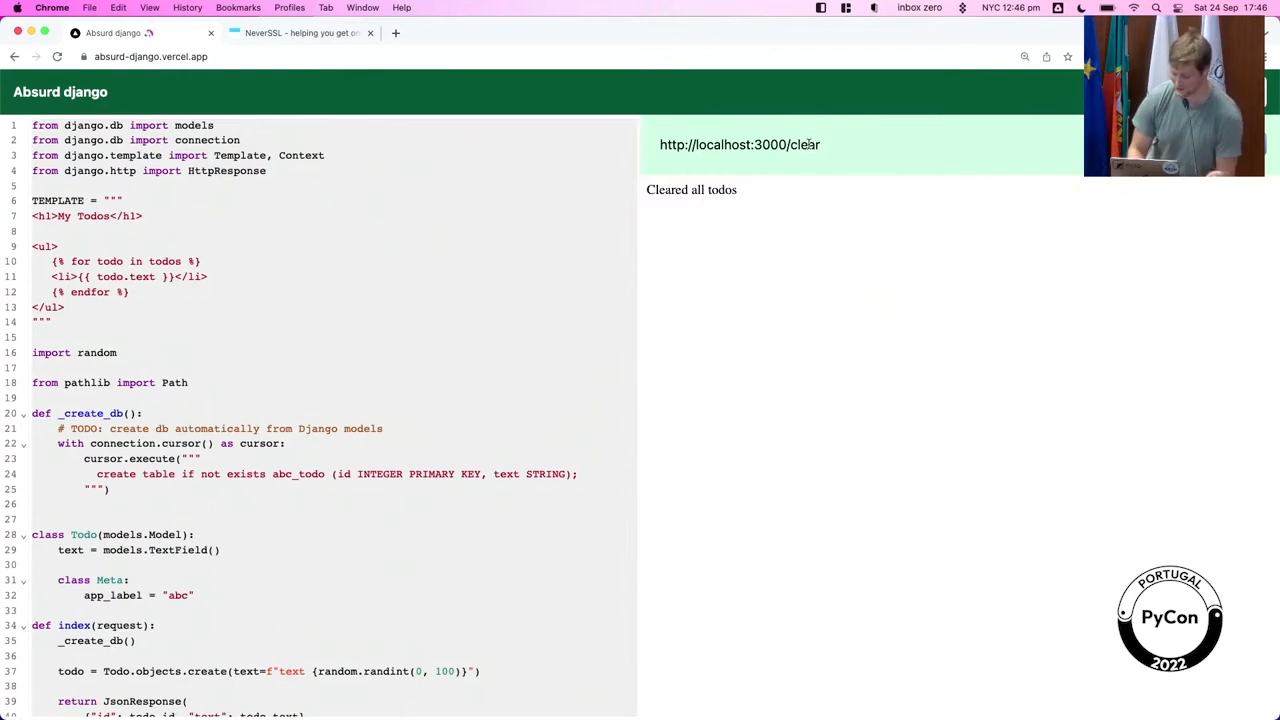 Chrome File Edit View History Bookmarks Profiles Tab Window Help inbox zero NYC 12:46 pm Sat 24 Sep 17:46
Absurd django
NeverSSL - helping you get on
absurd-django.vercel.app
Absurd django
1 from django.db import models
2 from django.db import connection
3 from django.template import Template, Context
4 from django.http import HttpResponse
5
6 TEMPLATE = """
7 <h1>My Todos</h1>
8
9 <ul>
10 {% for todo in todos %}
11 <li>{{ todo.text }}</li>
12 {% endfor %}
13 </ul>
14 """
15
16 import random
17
18 from pathlib import Path
19
20 def _create_db():
21 # TODO: create db automatically from Django models
22 with connection.cursor() as cursor:
23 cursor.execute("""
24 create table if not exists abc_todo (id INTEGER PRIMARY KEY, text STRING);
25 """)
26
27
28 class Todo(models.Model):
29 text = models.TextField()
30
31 class Meta:
32 app_label = "abc"
33
34 def index(request):
35 _create_db()
36
37 todo = Todo.objects.create(text=f"text {random.randint(0, 100)}")
38
39 return JsonResponse(
40 {"id": todo.id, "text": todo.text}
http://localhost:3000/clear
Cleared all todos
PORTUGAL
PyCon
2022